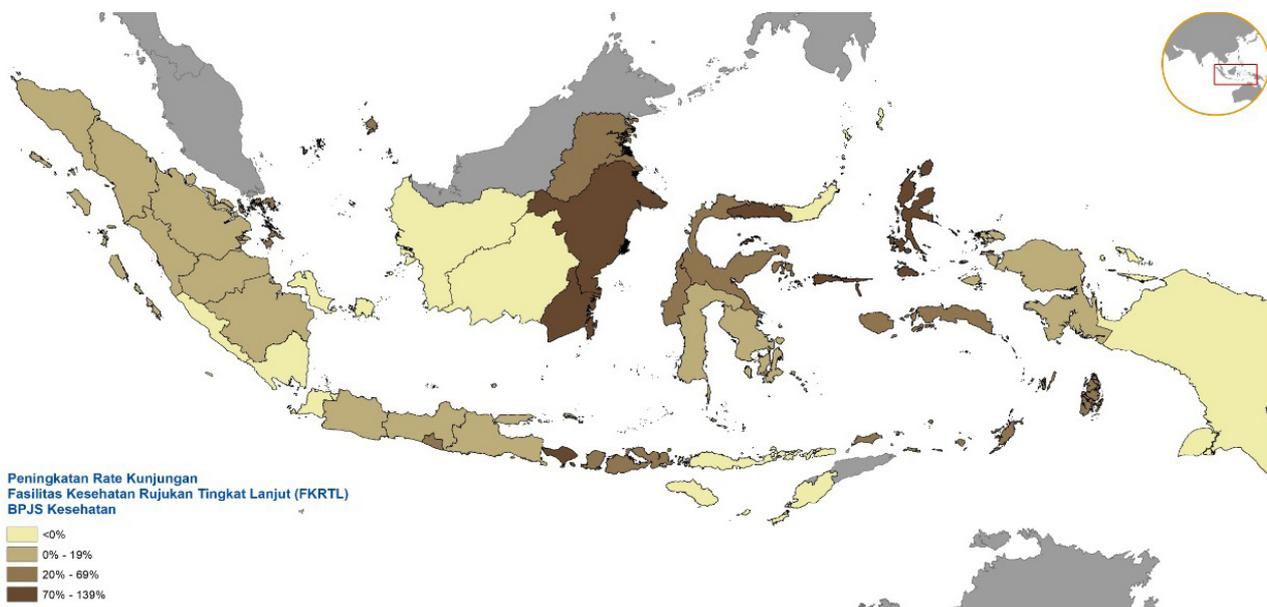 Peningkatan Rate Kunjungan
Fasilitas Kesehatan Rujukan Tingkat Lanjut (FKRTL)
BPJS Kesehatan
<0%
0% - 19%
20% - 69%
70% - 139%